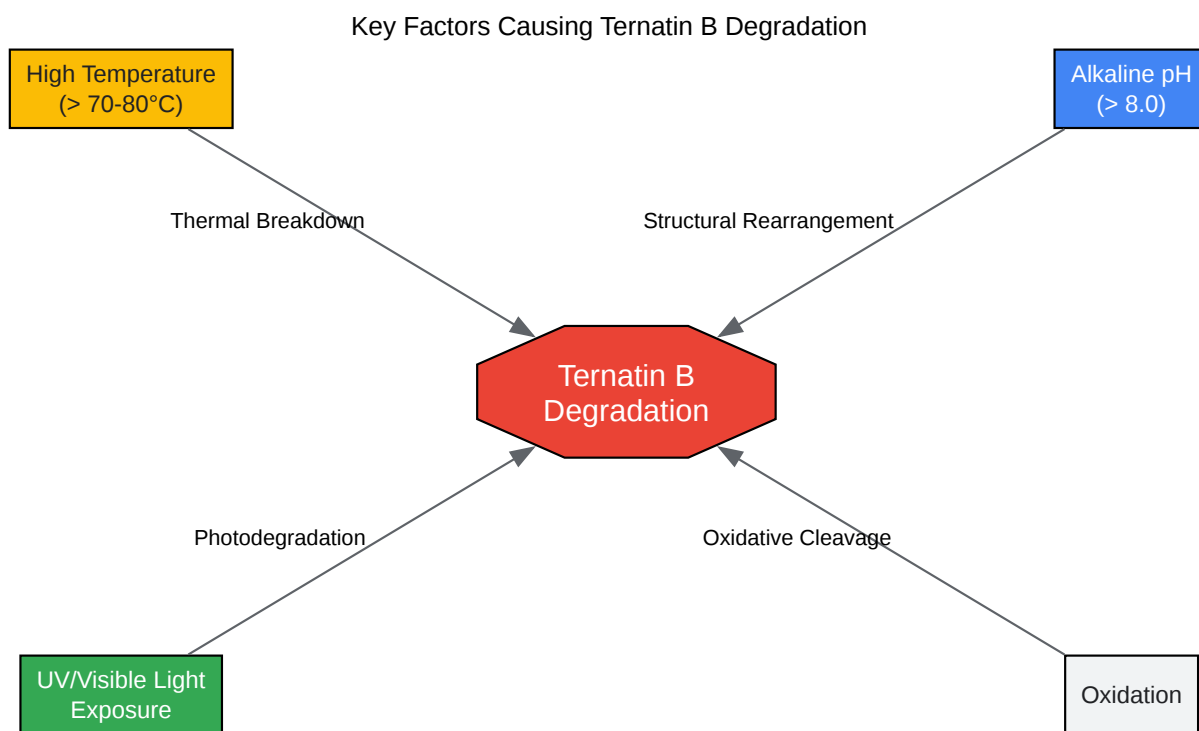 Key Factors Causing Ternatin B Degradation
High Temperature
(> 70-80°C)
Alkaline pH
(> 8.0)
Thermal Breakdown
Structural Rearrangement
Ternatin B
Degradation
Photodegradation
Oxidative Cleavage
UV/Visible Light
Exposure
Oxidation